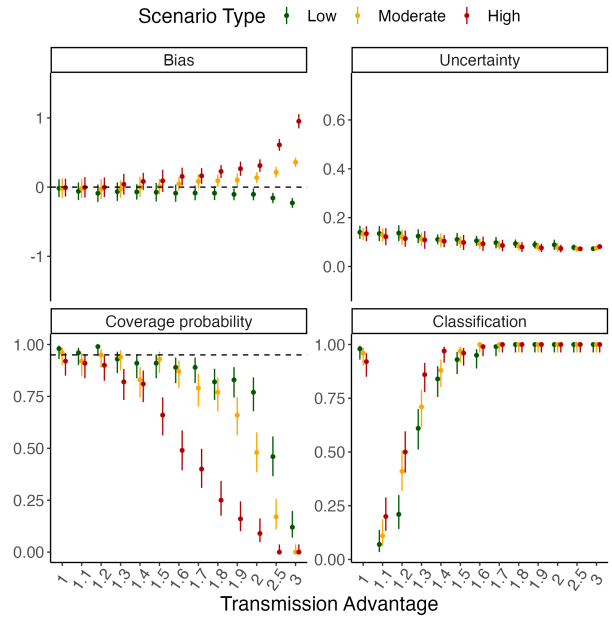 Scenario Type Low Moderate High
Bias
Uncertainty
1
0
-1
0.6
0.4
0.2
0.0
Coverage probability
Classification
1.00
0.75
0.50
0.25
0.00
1.00
0.75
0.50
0.25
0.00
1 1.1 1.2 1.3 1.4 1.5 1.6 1.7 1.8 1.9 2 2.5 3
1 1.1 1.2 1.3 1.4 1.5 1.6 1.7 1.8 1.9 2 2.5 3
Transmission Advantage